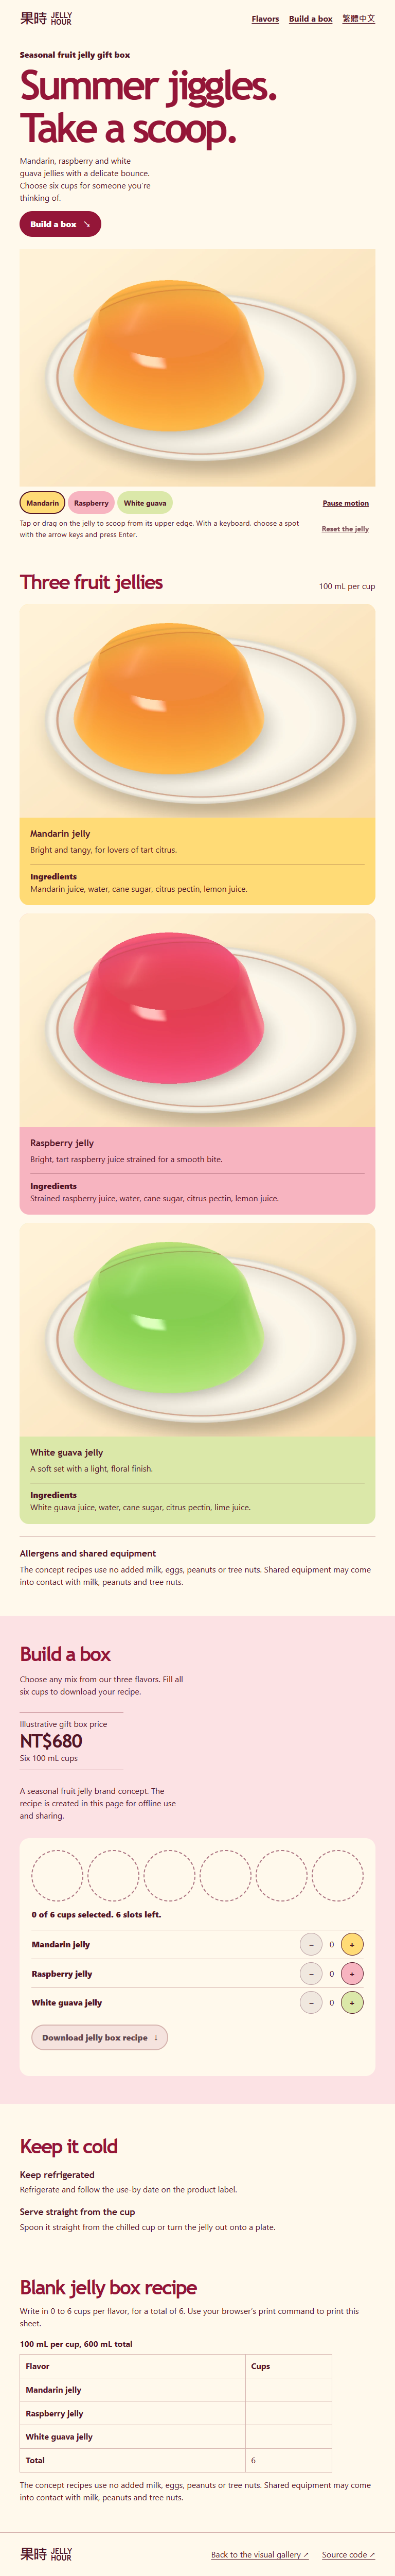 果時 JELLY HOUR
Flavors Build a box 繁體中文
Seasonal fruit jelly gift box
Summer jiggles.
Take a scoop.
Mandarin, raspberry and white
guava jellies with a delicate bounce.
Choose six cups for someone you're
thinking of.
Build a box ↘
Mandarin Raspberry White guava Pause motion
Tap or drag on the jelly to scoop from its upper edge. With a keyboard, choose a spot
with the arrow keys and press Enter.
Reset the jelly
Three fruit jellies
100 mL per cup
Mandarin jelly
Bright and tangy, for lovers of tart citrus.
Ingredients
Mandarin juice, water, cane sugar, citrus pectin, lemon juice.
Raspberry jelly
Bright, tart raspberry juice strained for a smooth bite.
Ingredients
Strained raspberry juice, water, cane sugar, citrus pectin, lemon juice.
White guava jelly
A soft set with a light, floral finish.
Ingredients
White guava juice, water, cane sugar, citrus pectin, lime juice.
Allergens and shared equipment
The concept recipes use no added milk, eggs, peanuts or tree nuts. Shared equipment may come
into contact with milk, peanuts and tree nuts.
Build a box
Choose any mix from our three flavors. Fill all
six cups to download your recipe.
Illustrative gift box price
NT$680
Six 100 mL cups
A seasonal fruit jelly brand concept. The
recipe is created in this page for offline use
and sharing.
0 of 6 cups selected. 6 slots left.
Mandarin jelly − 0 +
Raspberry jelly − 0 +
White guava jelly − 0 +
Download jelly box recipe ↓
Keep it cold
Keep refrigerated
Refrigerate and follow the use-by date on the product label.
Serve straight from the cup
Spoon it straight from the chilled cup or turn the jelly out onto a plate.
Blank jelly box recipe
Write in 0 to 6 cups per flavor, for a total of 6. Use your browser's print command to print this
sheet.
100 mL per cup, 600 mL total
Flavor Cups
Mandarin jelly
Raspberry jelly
White guava jelly
Total 6
The concept recipes use no added milk, eggs, peanuts or tree nuts. Shared equipment may come
into contact with milk, peanuts and tree nuts.
果時 JELLY HOUR
Back to the visual gallery ↗ Source code ↗